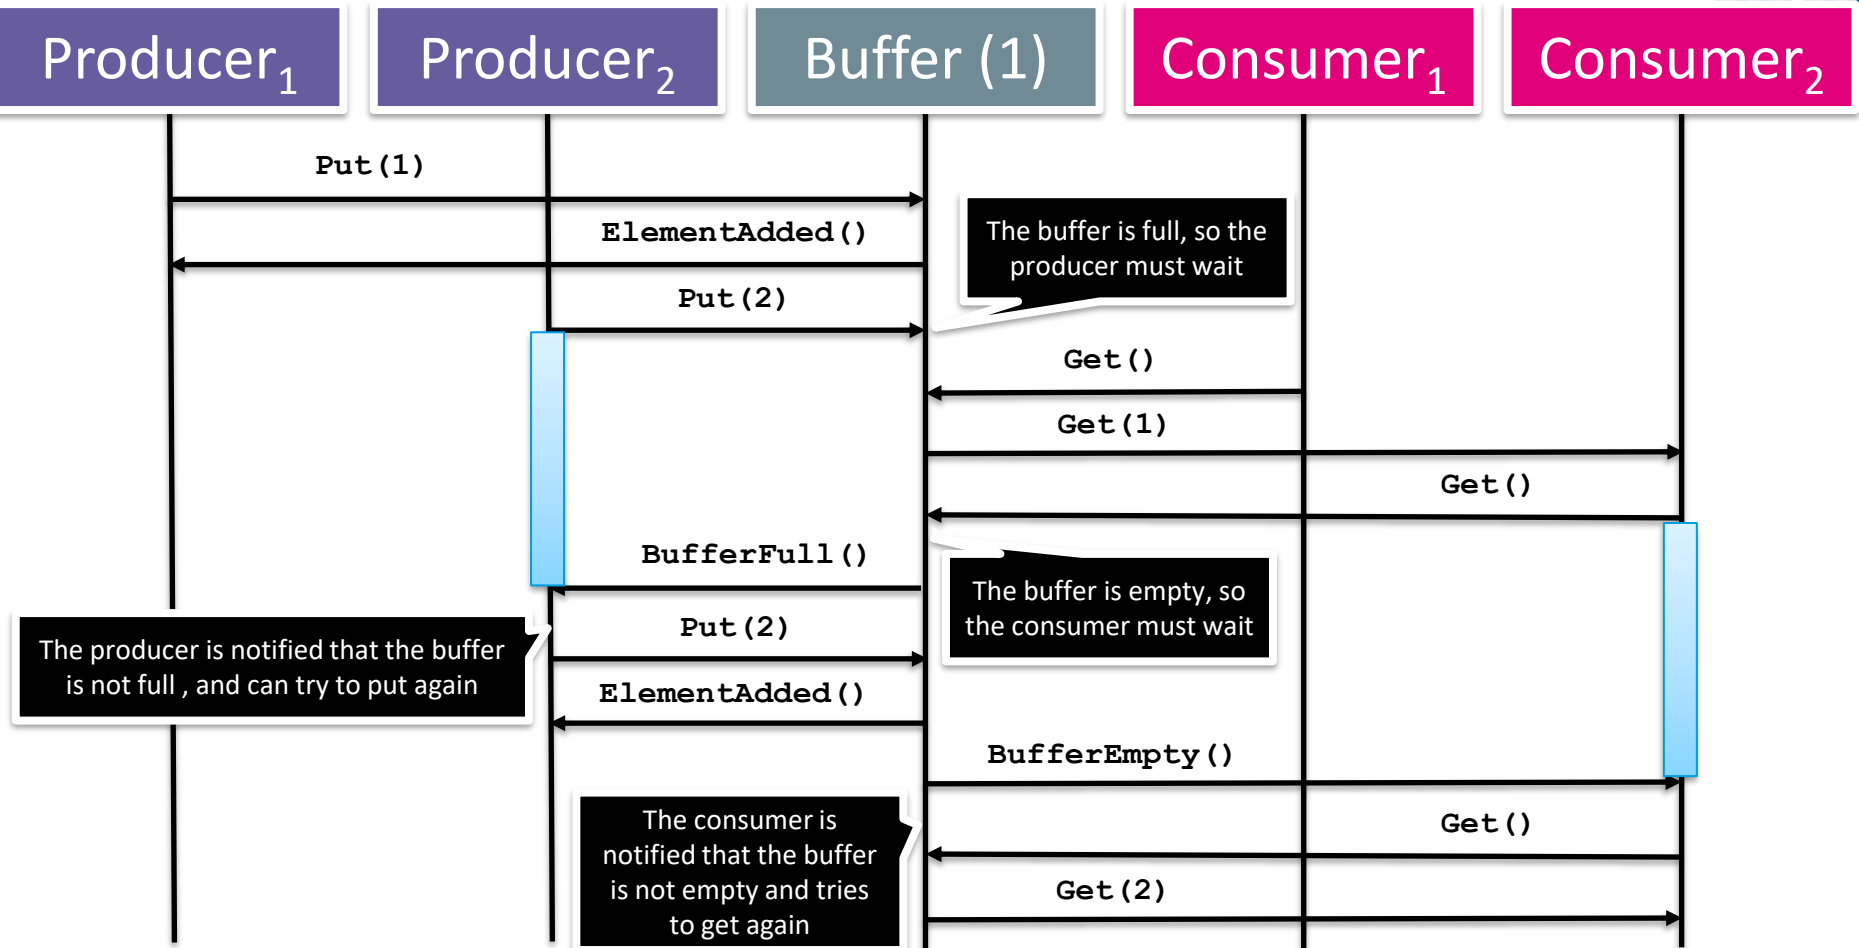 Producer₁
Producer₂
Buffer (1)
Consumer₁
Consumer₂
Put(1)
ElementAdded()
The buffer is full, so the
producer must wait
Put(2)
Get()
Get(1)
Get()
BufferFull()
The buffer is empty, so
the consumer must wait
Put(2)
The producer is notified that the buffer
is not full , and can try to put again
ElementAdded()
BufferEmpty()
The consumer is
notified that the buffer
is not empty and tries
to get again
Get()
Get(2)